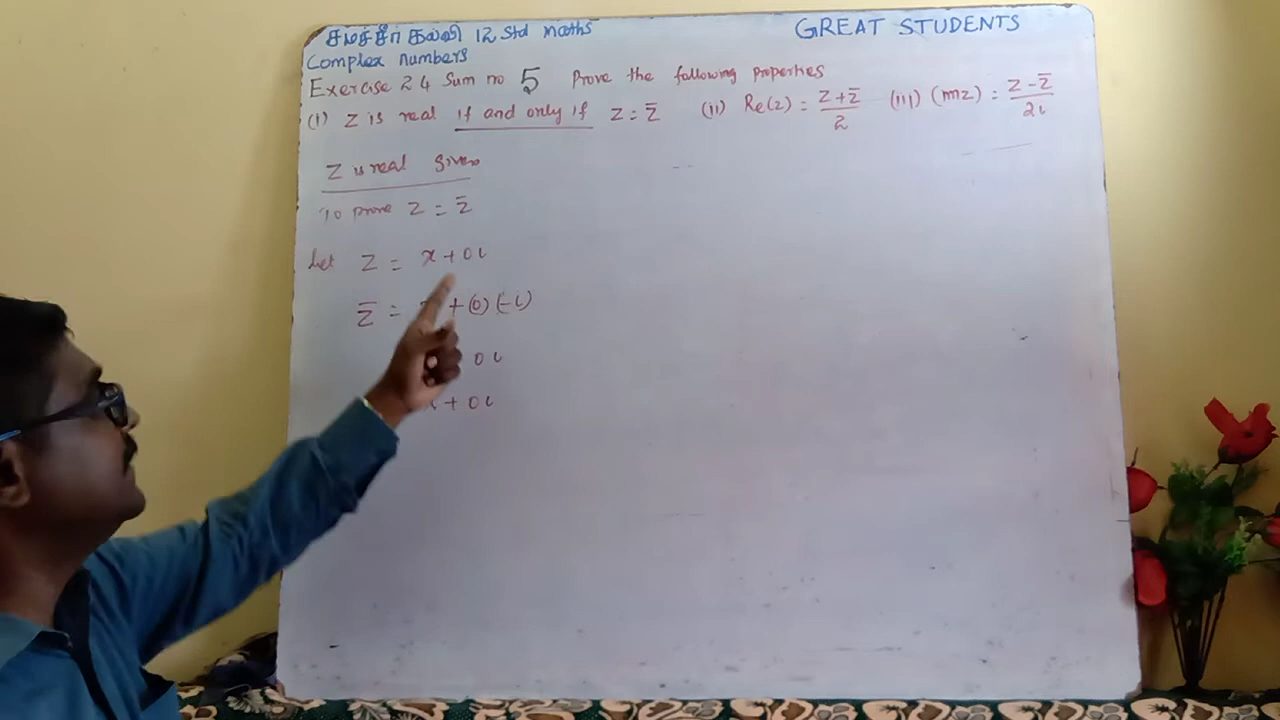 சமச்சீர் கல்வி 12 Std maths GREAT STUDENTS
Complex numbers
Exercise 2 4 Sum no 5 Prove the following properties
(i) Z is real if and only if Z = Z̄ (ii) Re(z) = Z + Z̄ / 2 (iii) (mz) = Z - Z̄ / 2i
Z is real given
To prove Z = Z̄
Let Z = x + 0i
Z̄ = + (0) (-i)
0i
x + 0i